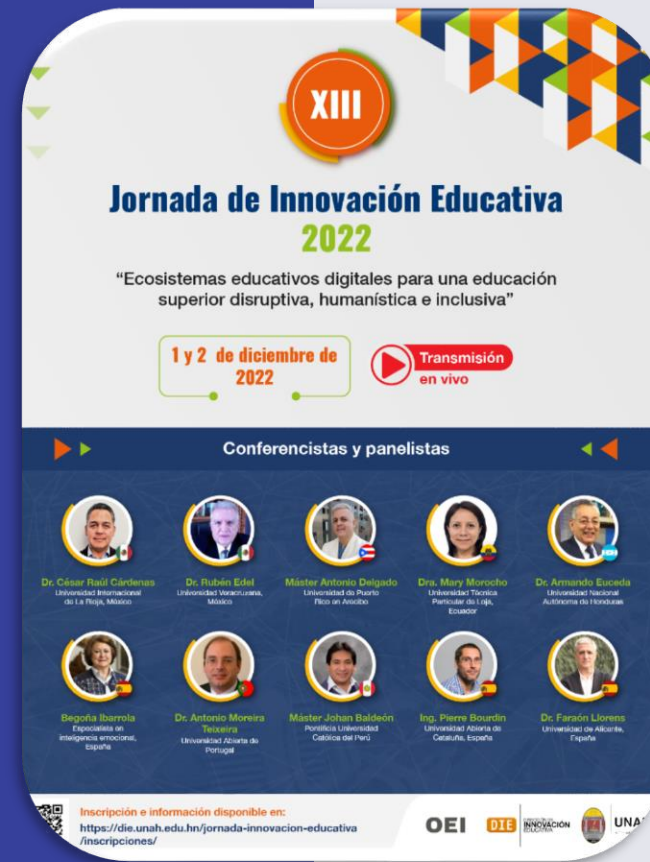 XIII
Jornada de Innovación Educativa
2022
“Ecosistemas educativos digitales para una educación
superior disruptiva, humanística e inclusiva”
1 y 2 de diciembre de
2022
Transmisión
en vivo
Conferencistas y panelistas
Dr. César Raúl Cárdenas
Universidad Internacional
de La Rioja, México
Dr. Rubén Edel
Universidad Veracruzana,
México
Máster Antonio Delgado
Universidad de Puerto
Rico en Arecibo
Dra. Mary Morocho
Universidad Técnica
Particular de Loja,
Ecuador
Dr. Armando Euceda
Universidad Nacional
Autónoma de Honduras
Begoña Ibarrola
Especialista en
inteligencia emocional,
España
Dr. Antonio Moreira
Teixeira
Universidad Abierta de
Portugal
Máster Johan Baldeón
Pontificia Universidad
Católica del Perú
Ing. Pierre Bourdin
Universidad Abierta de
Cataluña, España
Dr. Faraón Llorens
Universidad de Alicante,
España
Inscripción e información disponible en:
https://die.unah.edu.hn/jornada-innovacion-educativa
/inscripciones/
OEI
DIE
INNOVACIÓN
EDUCATIVA
UNA